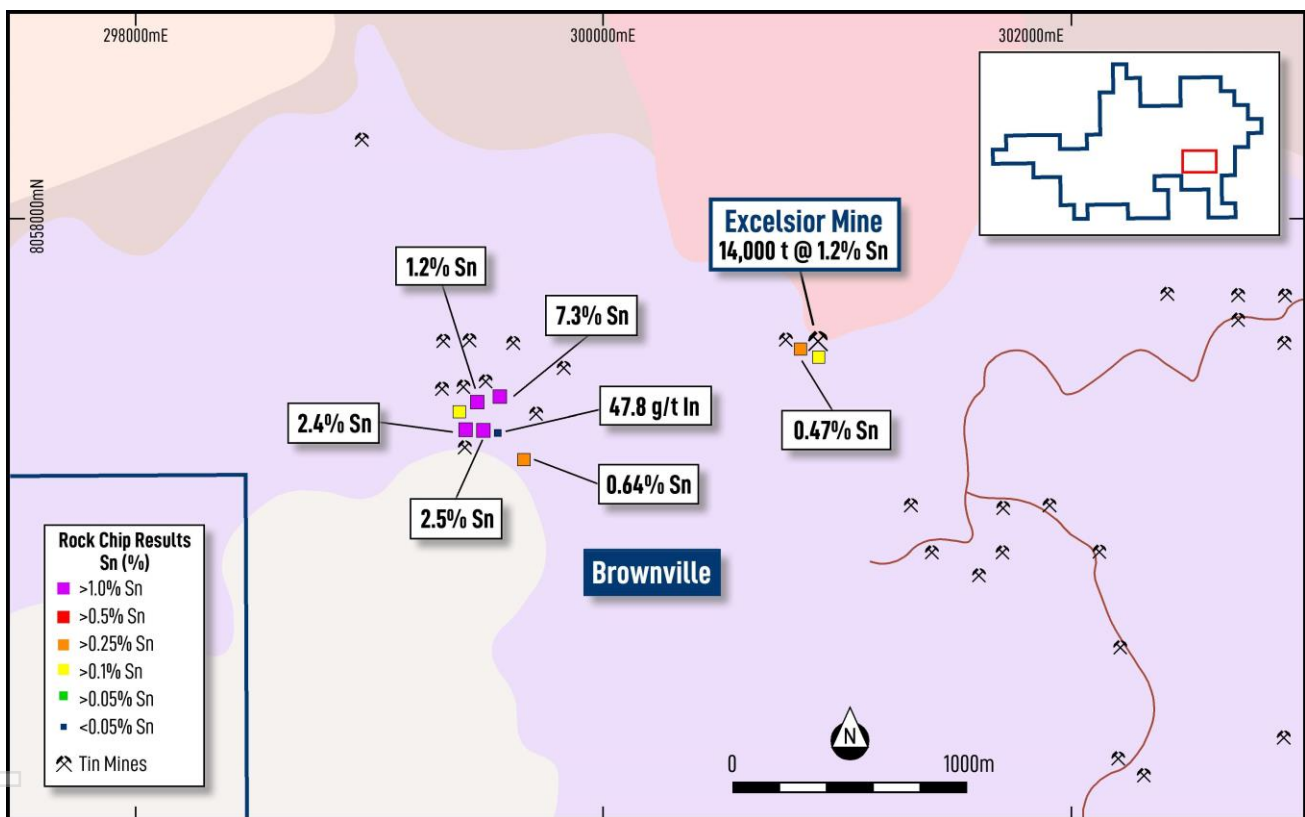 298000mE
300000mE
302000mE
8058000mN
Excelsior Mine
14,000 t @ 1.2% Sn
1.2% Sn
7.3% Sn
47.8 g/t In
2.4% Sn
0.47% Sn
0.64% Sn
2.5% Sn
Brownville
Rock Chip Results
Sn (%)
>1.0% Sn
>0.5% Sn
>0.25% Sn
>0.1% Sn
>0.05% Sn
<0.05% Sn
Tin Mines
N
0
1000m